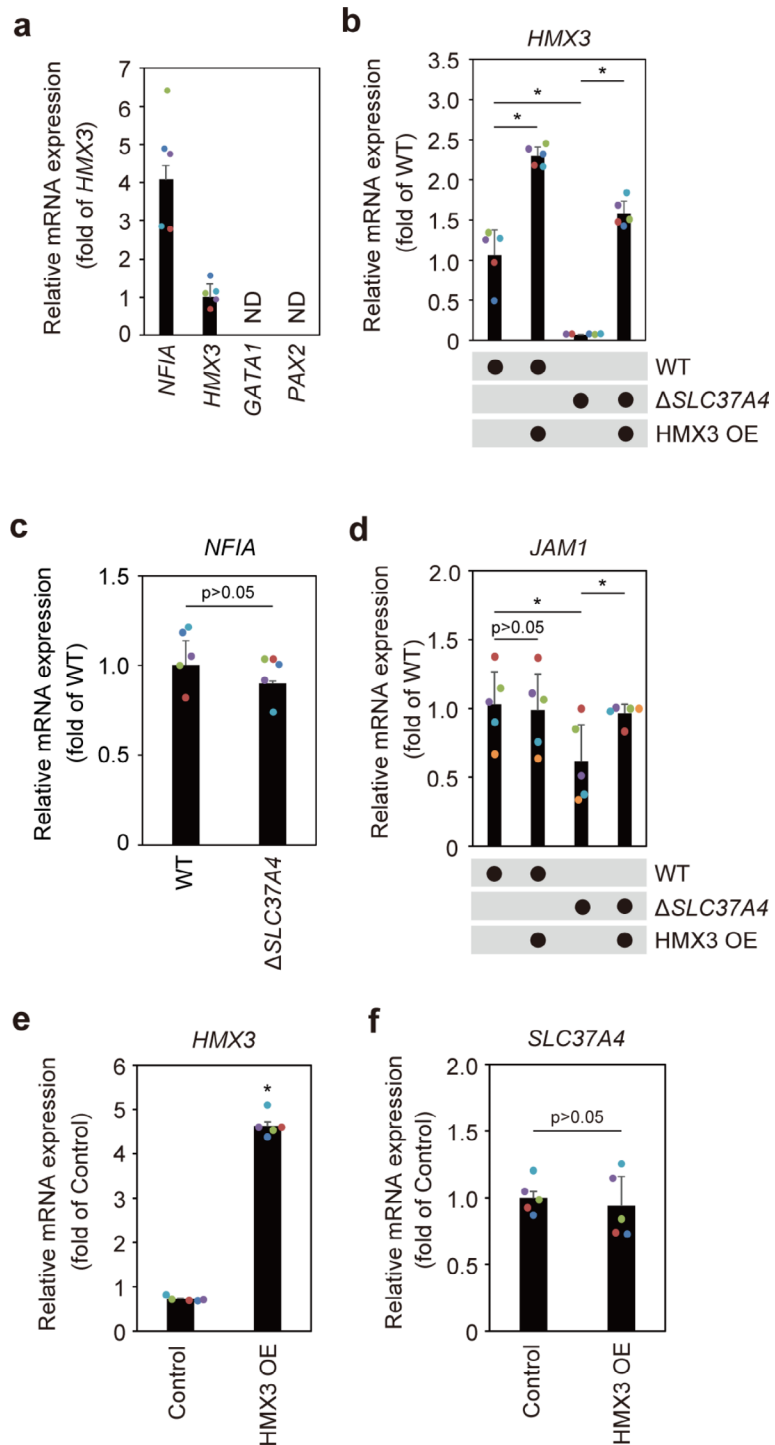 a
Relative mRNA expression
(fold of HMX3)
7
6
5
4
3
2
1
0
ND
ND
NFIA
HMX3
GATA1
PAX2
b
HMX3
Relative mRNA expression
(fold of WT)
3.5
3.0
2.5
2.0
1.5
1.0
0.5
0
*
*
*
WT
ΔSLC37A4
HMX3 OE
c
NFIA
Relative mRNA expression
(fold of WT)
1.5
1.0
0.5
0
p>0.05
WT
ΔSLC37A4
d
JAM1
Relative mRNA expression
(fold of WT)
2.0
1.5
1.0
0.5
0
*
*
p>0.05
WT
ΔSLC37A4
HMX3 OE
e
HMX3
Relative mRNA expression
(fold of Control)
6
5
4
3
2
1
0
*
Control
HMX3 OE
f
SLC37A4
Relative mRNA expression
(fold of Control)
2.0
1.5
1.0
0.5
0
p>0.05
Control
HMX3 OE